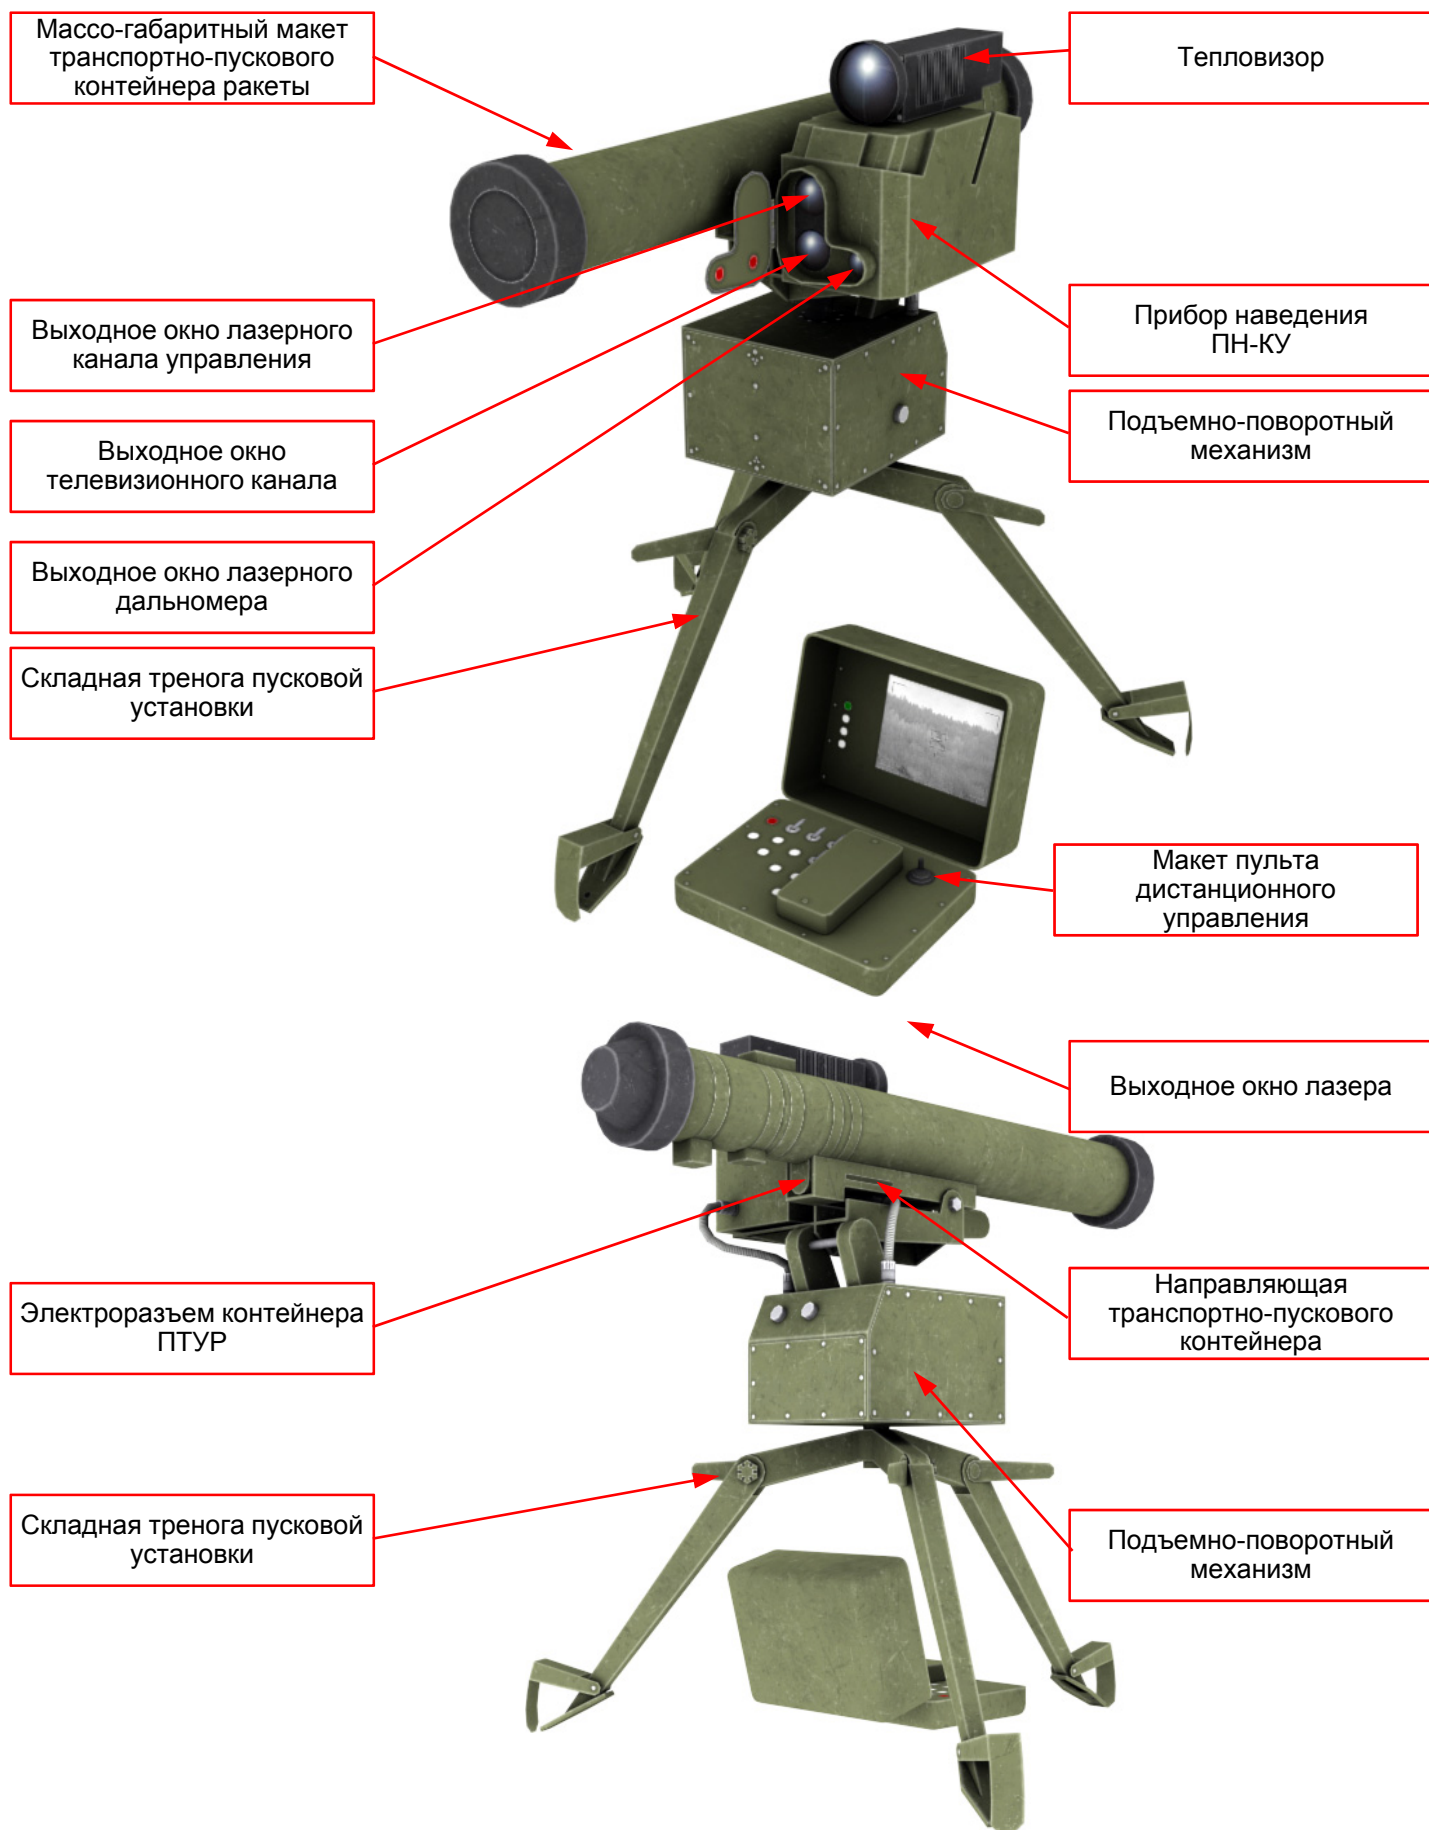 Массо-габаритный макет
транспортно-пускового
контейнера ракеты
Тепловизор
Выходное окно лазерного
канала управления
Прибор наведения
ПН-КУ
Выходное окно
телевизионного канала
Подъемно-поворотный
механизм
Выходное окно лазерного
дальномера
Складная тренога пусковой
установки
Макет пульта
дистанционного
управления
Выходное окно лазера
Электроразъем контейнера
ПТУР
Направляющая
транспортно-пускового
контейнера
Складная тренога пусковой
установки
Подъемно-поворотный
механизм